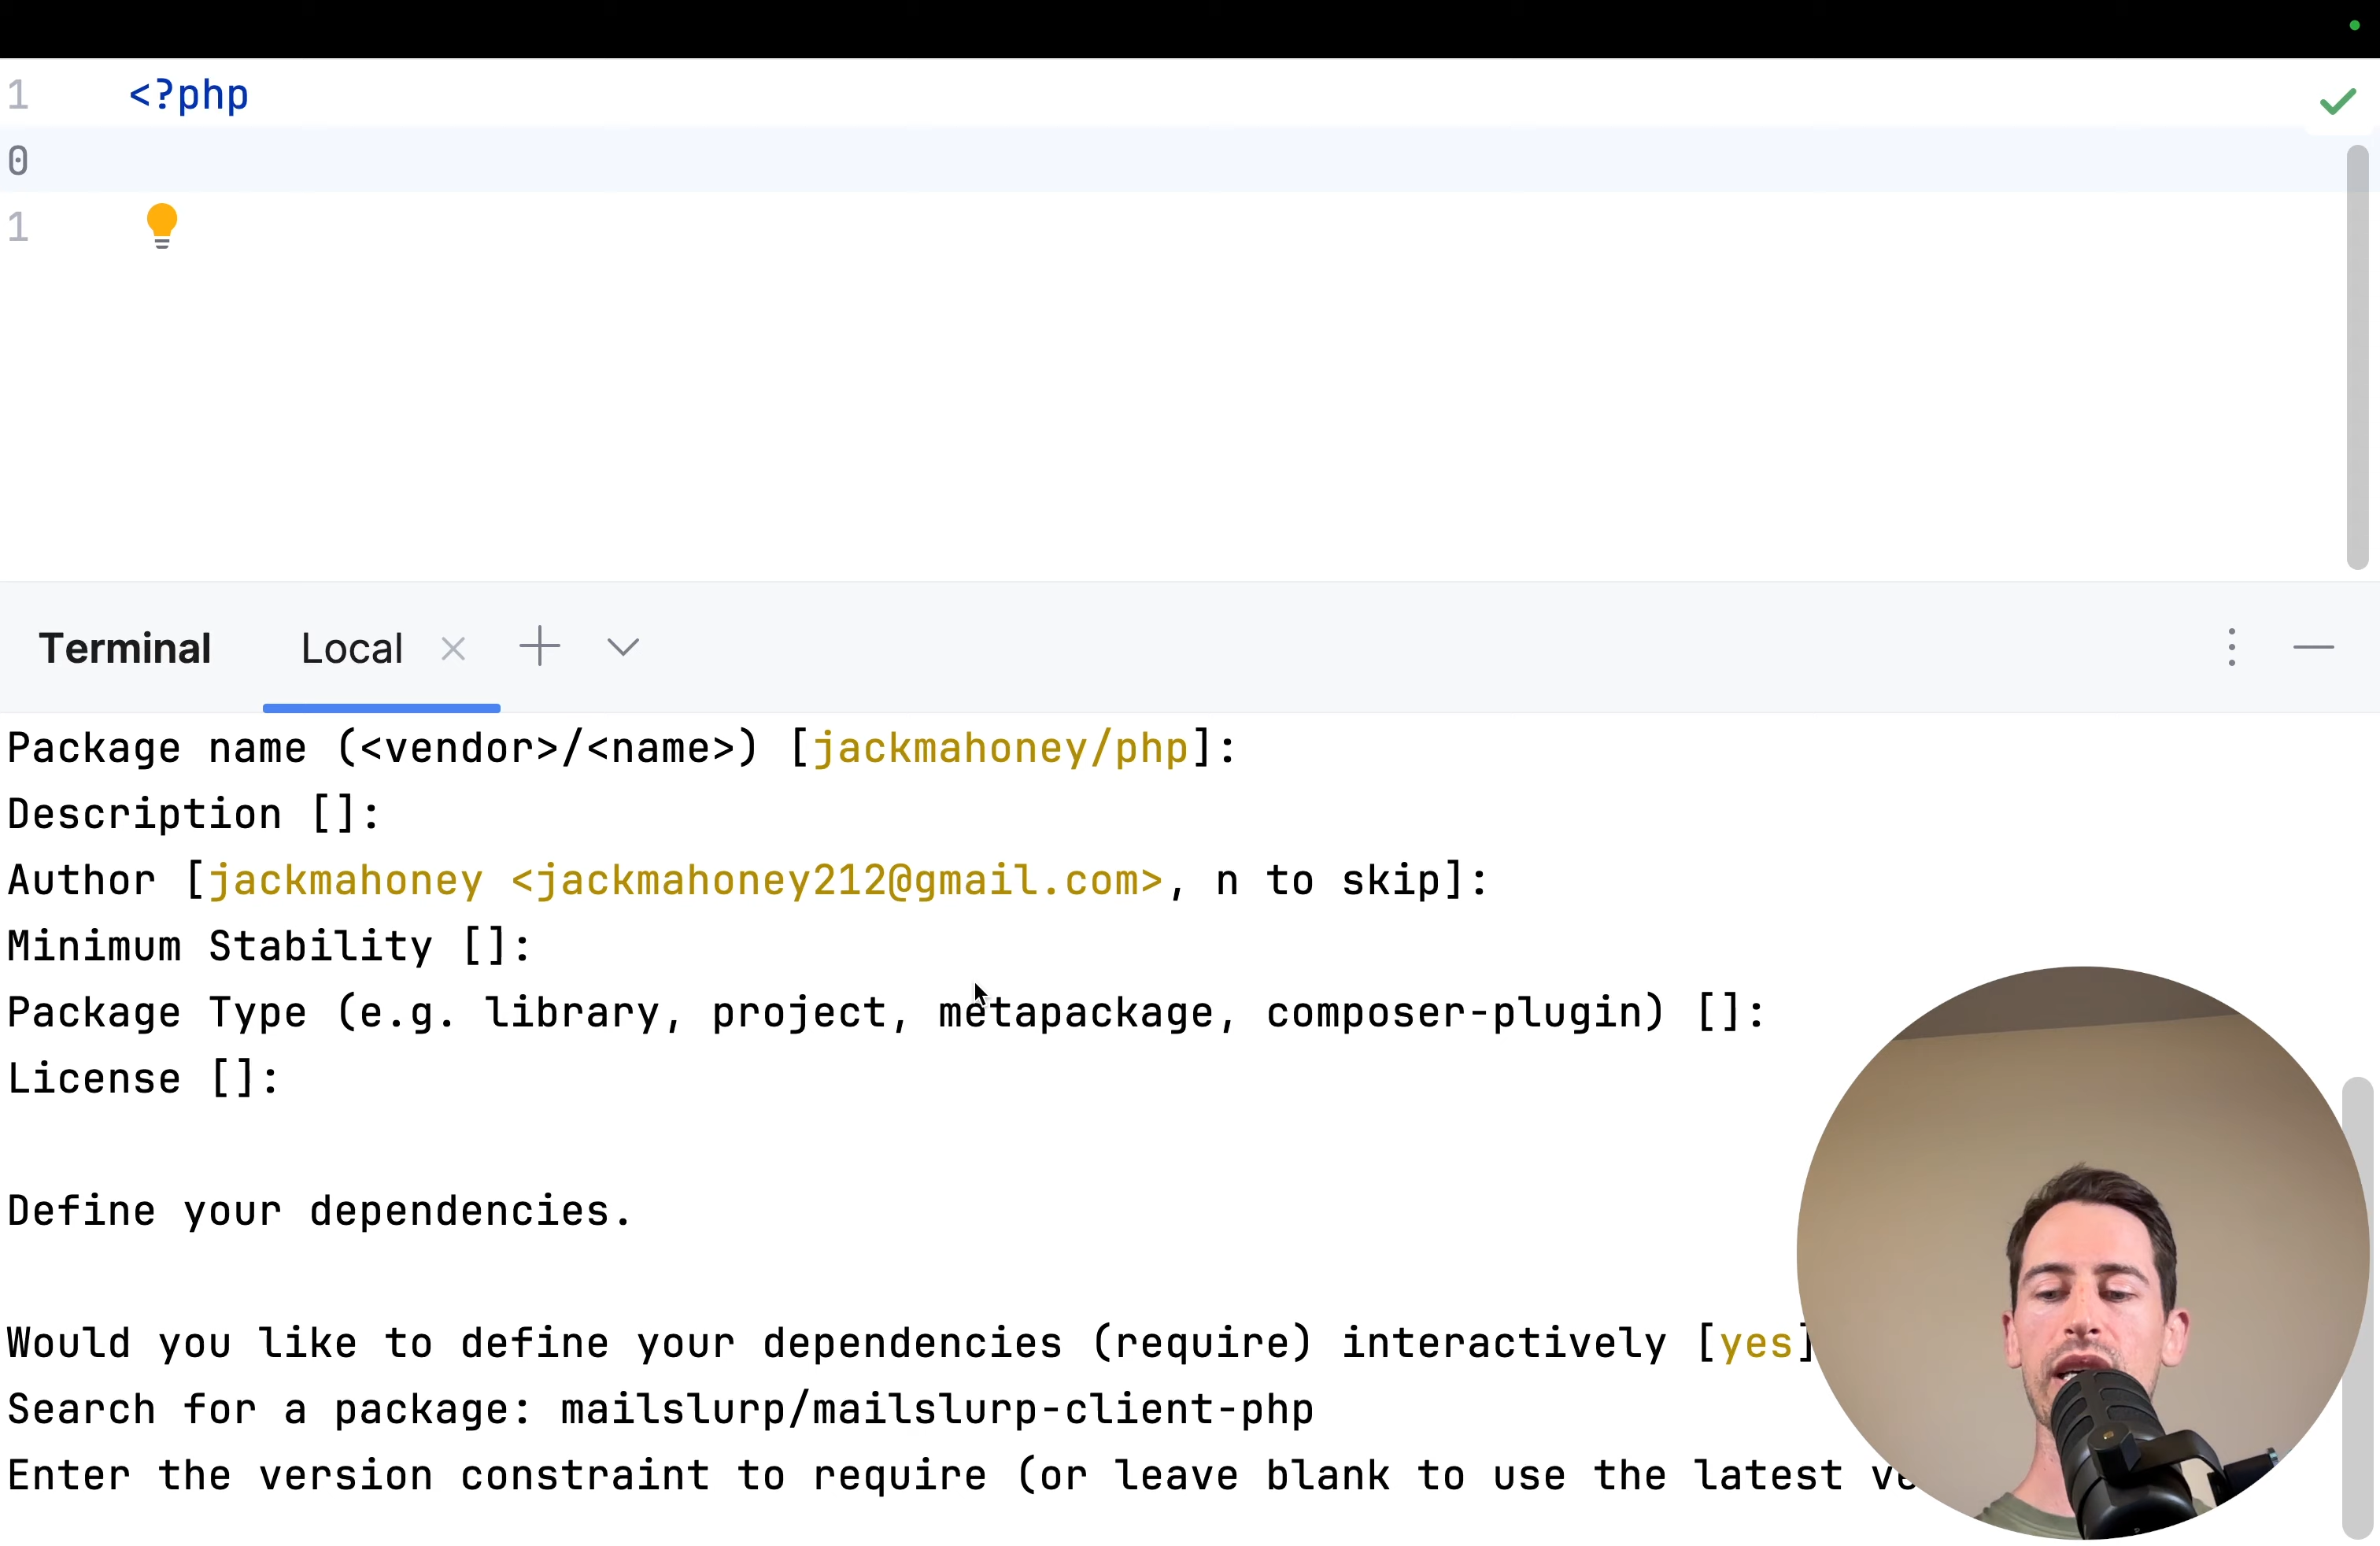 1 <?php
0
1
Terminal Local
Package name (<vendor>/<name>) [jackmahoney/php]:
Description []:
Author [jackmahoney <jackmahoney212@gmail.com>, n to skip]:
Minimum Stability []:
Package Type (e.g. library, project, metapackage, composer-plugin) []:
License []:
Define your dependencies.
Would you like to define your dependencies (require) interactively [yes]
Search for a package: mailslurp/mailslurp-client-php
Enter the version constraint to require (or leave blank to use the latest